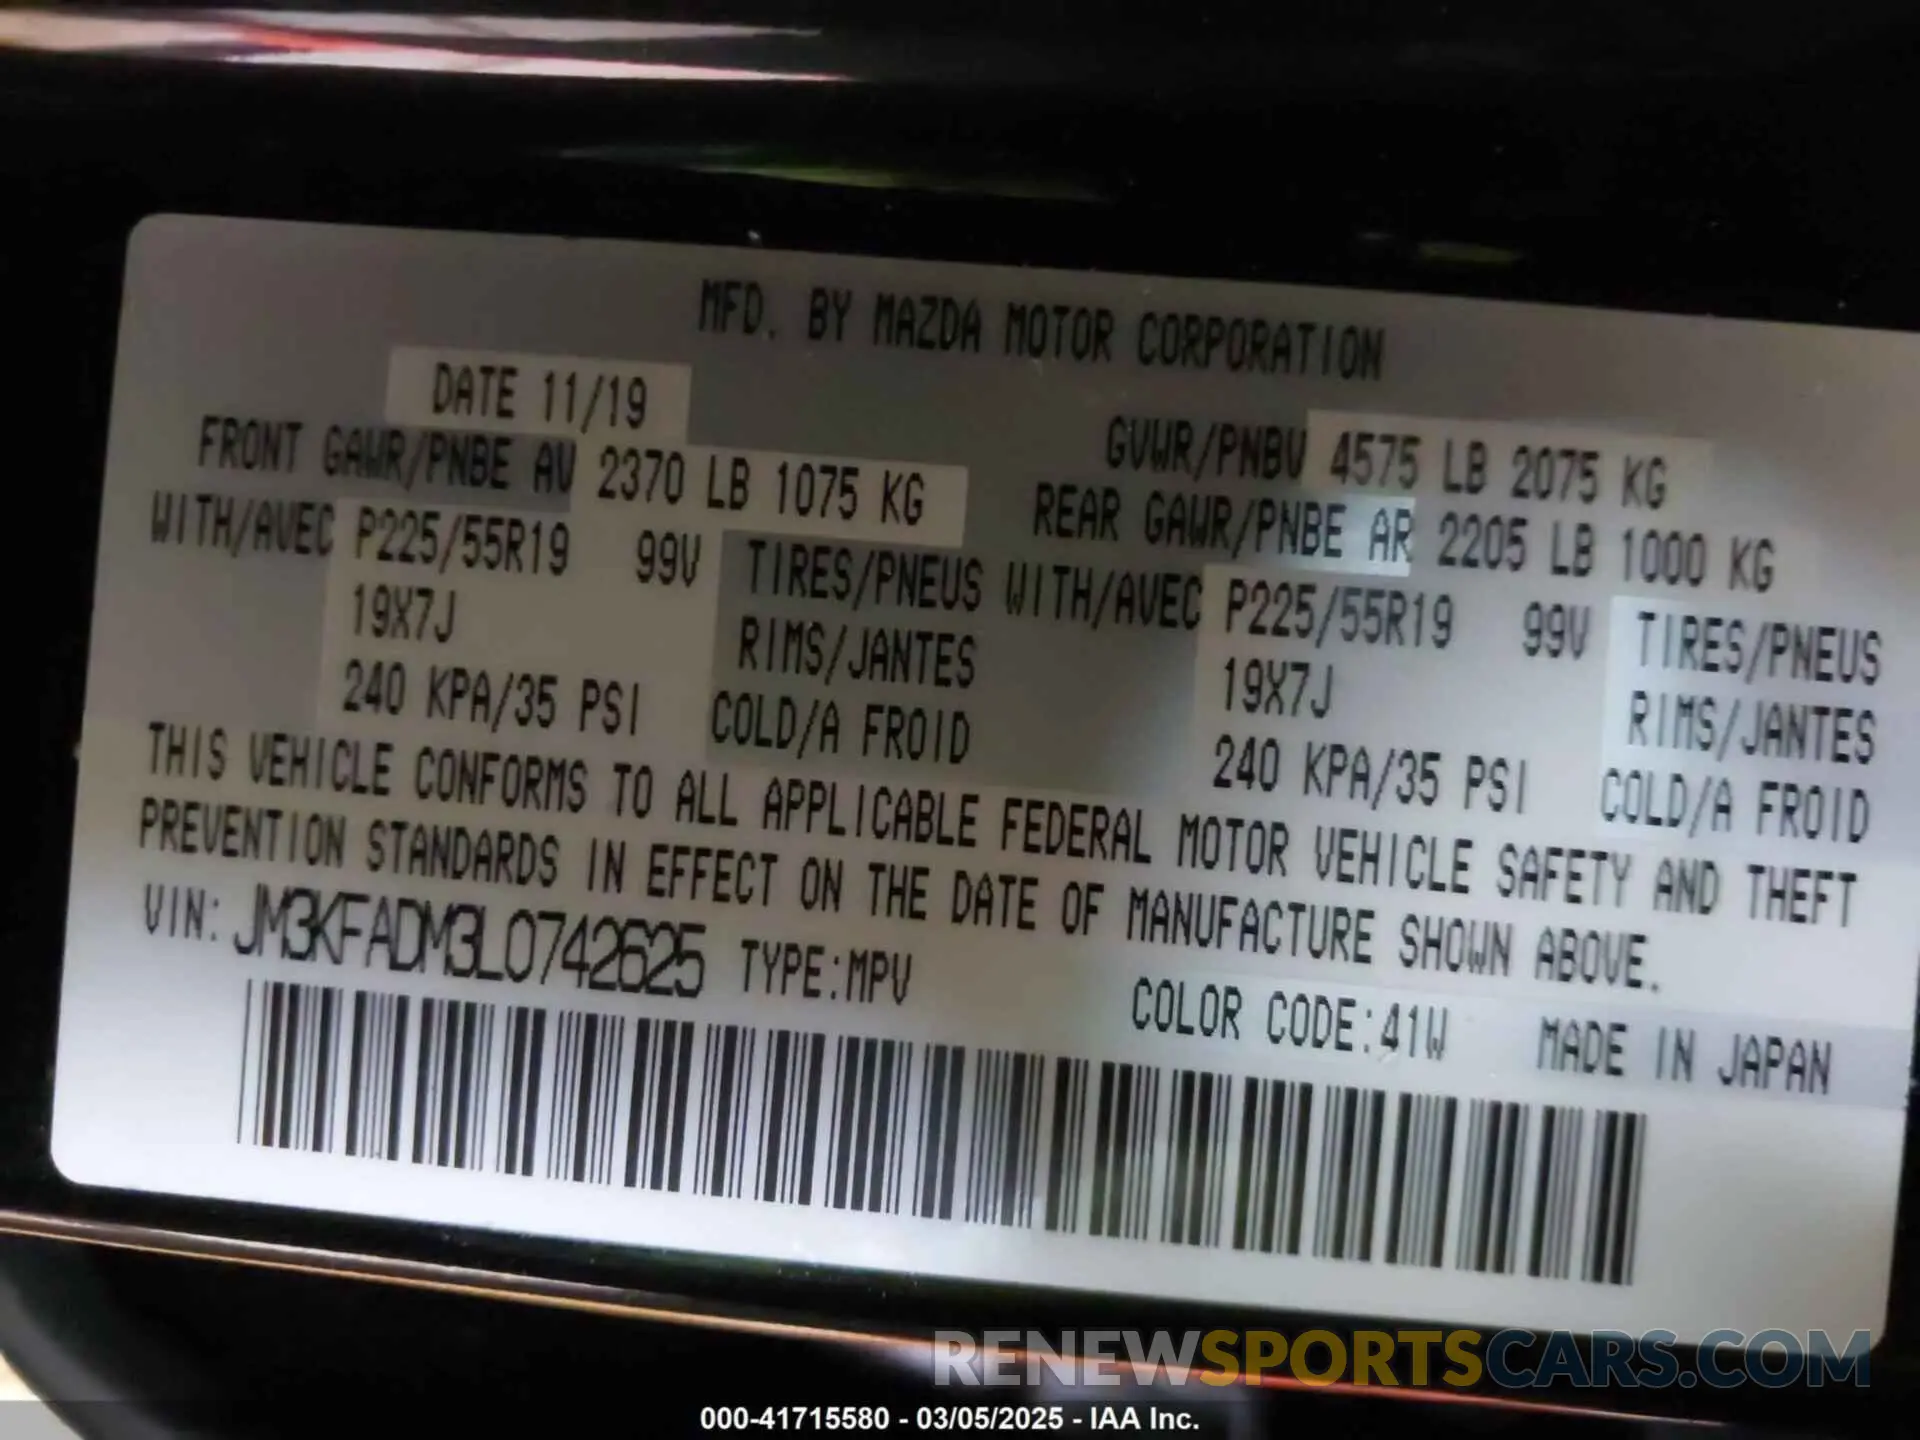 MFD. BY MAZDA MOTOR CORPORATION
DATE 11/19
GVWR/PNBV 4575 LB 2075 KG
FRONT GAWR/PNBE AV 2370 LB 1075 KG
REAR GAWR/PNBE AR 2205 LB 1000 KG
WITH/AVEC P225/55R19 99V TIRES/PNEUS WITH/AVEC P225/55R19 99V TIRES/PNEUS
19X7J RIMS/JANTES 19X7J RIMS/JANTES
240 KPA/35 PSI COLD/A FROID 240 KPA/35 PSI COLD/A FROID
THIS VEHICLE CONFORMS TO ALL APPLICABLE FEDERAL MOTOR VEHICLE SAFETY AND THEFT
PREVENTION STANDARDS IN EFFECT ON THE DATE OF MANUFACTURE SHOWN ABOVE.
VIN: JM3KFADM3L0742625 TYPE:MPV
COLOR CODE:41W MADE IN JAPAN
RENEWSPORTSCARS.COM
000-41715580 - 03/05/2025 - IAA Inc.